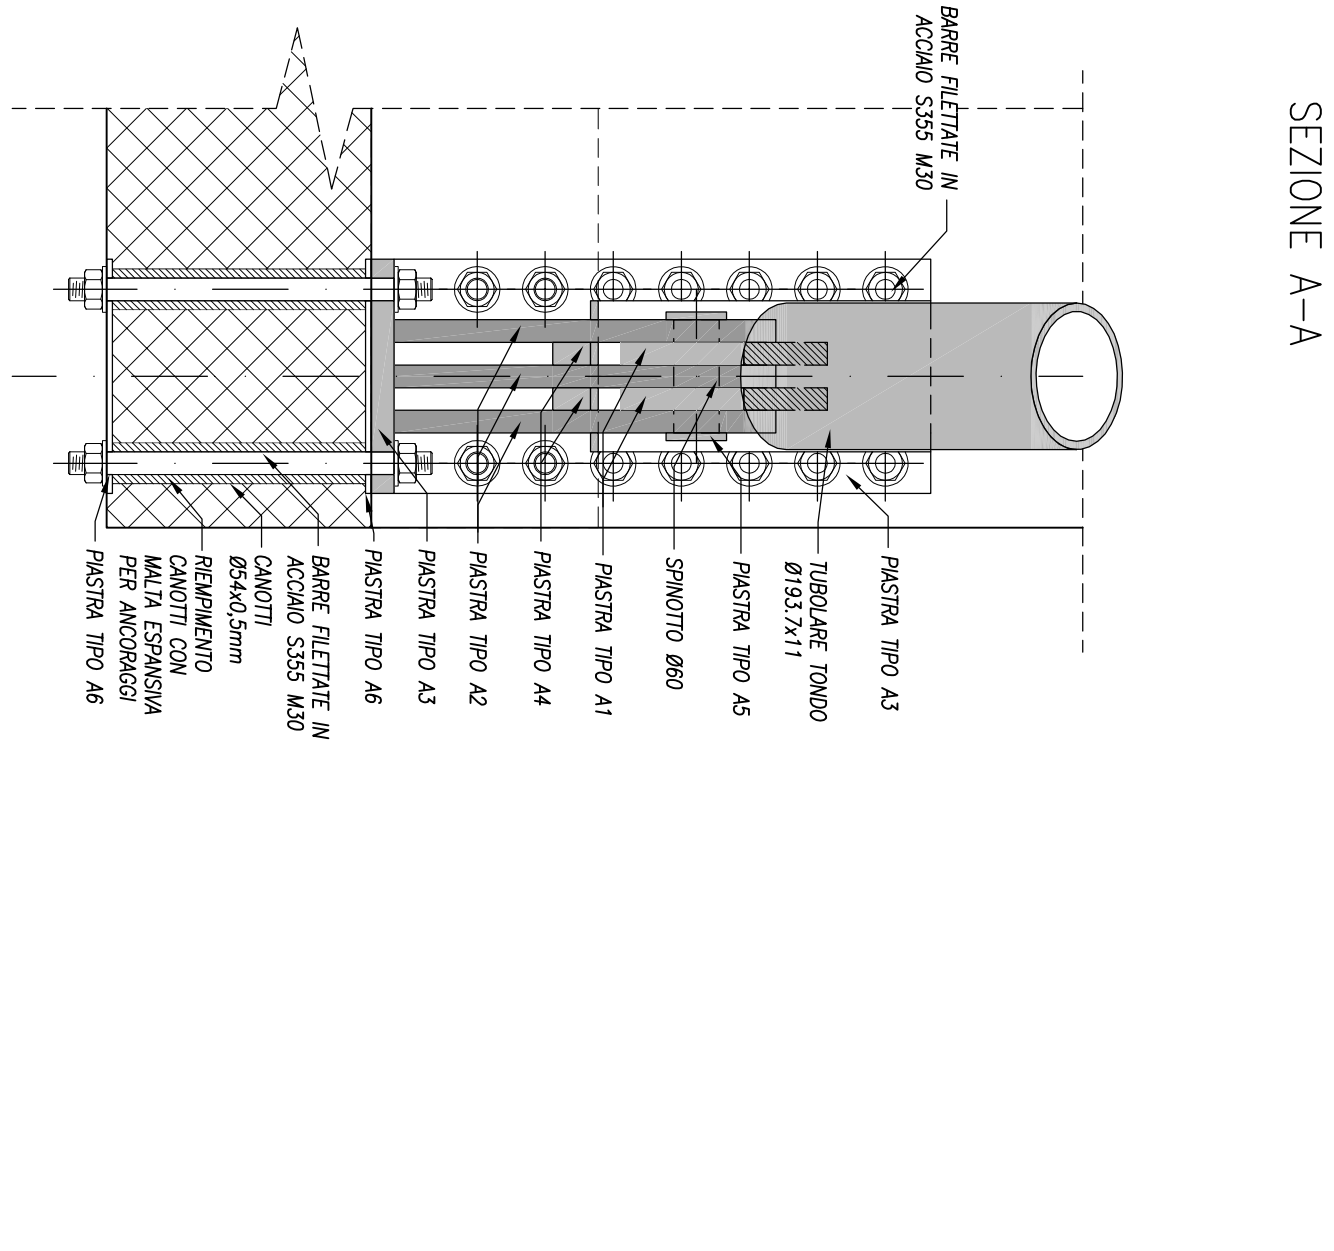 SEZIONE A-A
BARRE FILETTATE IN
ACCIAIO S355 M30
PIASTRA TIPO A3
TUBOLARE TONDO
Ø193.7x11
PIASTRA TIPO A5
SPINOTTO Ø60
PIASTRA TIPO A1
PIASTRA TIPO A4
PIASTRA TIPO A2
PIASTRA TIPO A3
PIASTRA TIPO A6
BARRE FILETTATE IN
ACCIAIO S355 M30
CANOTTI
Ø54x0,5mm
RIEMPIMENTO
CANOTTI CON
MALTA ESPANSIVA
PER ANCORAGGI
PIASTRA TIPO A6